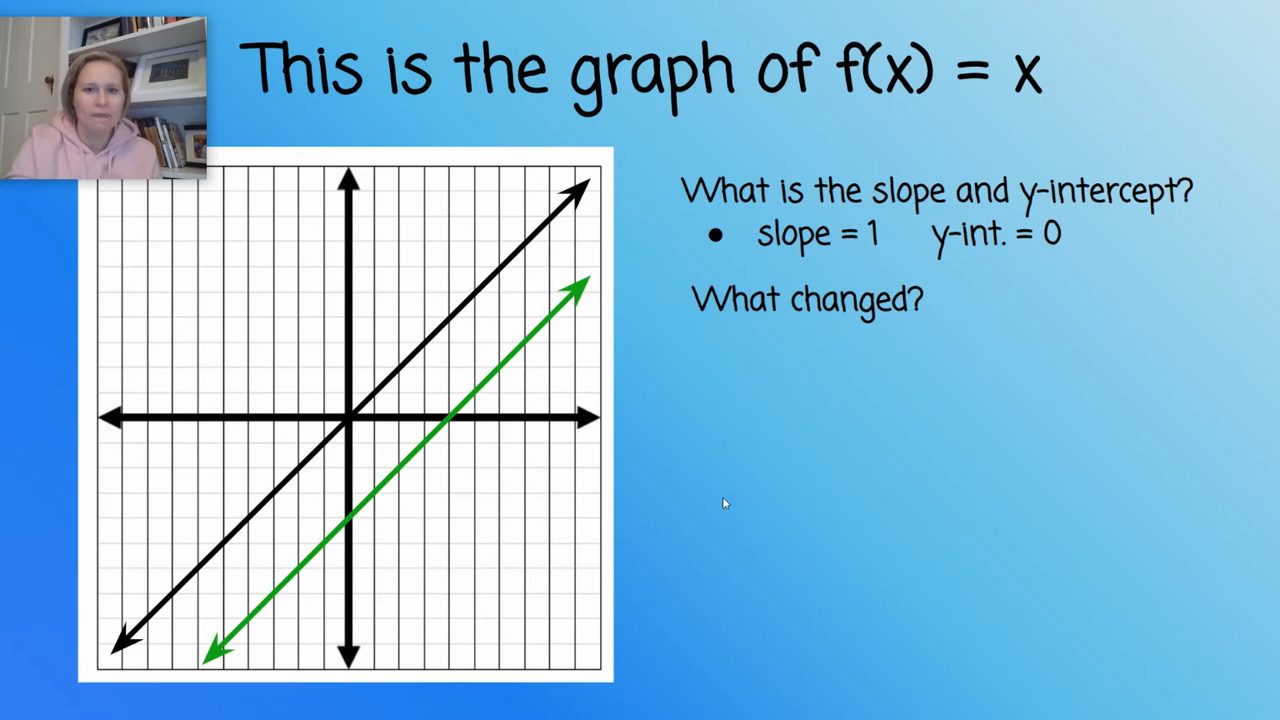 This is the graph of f(x) = x
What is the slope and y-intercept?
● slope = 1 y-int. = 0
What changed?